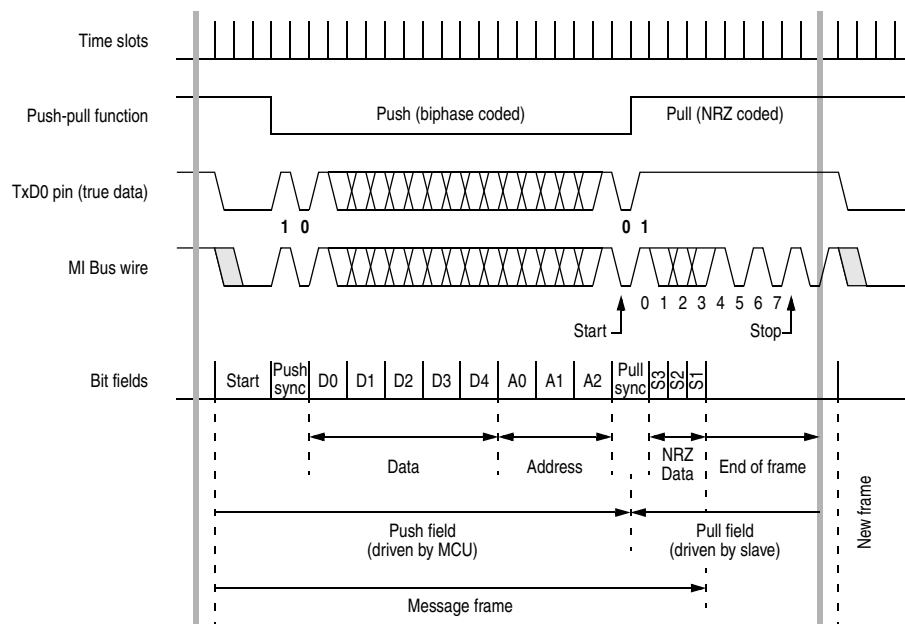 Time slots
Push-pull function
Push (biphase coded)
Pull (NRZ coded)
TxD0 pin (true data)
1 0
0 1
MI Bus wire
0 1 2 3 4 5 6 7
Start
Stop
Bit fields
Start
Push
sync
D0
D1
D2
D3
D4
A0
A1
A2
Pull
sync
S3
S2
S1
Data
Address
NRZ
Data
End of frame
Push field
(driven by MCU)
Pull field
(driven by slave)
New frame
Message frame